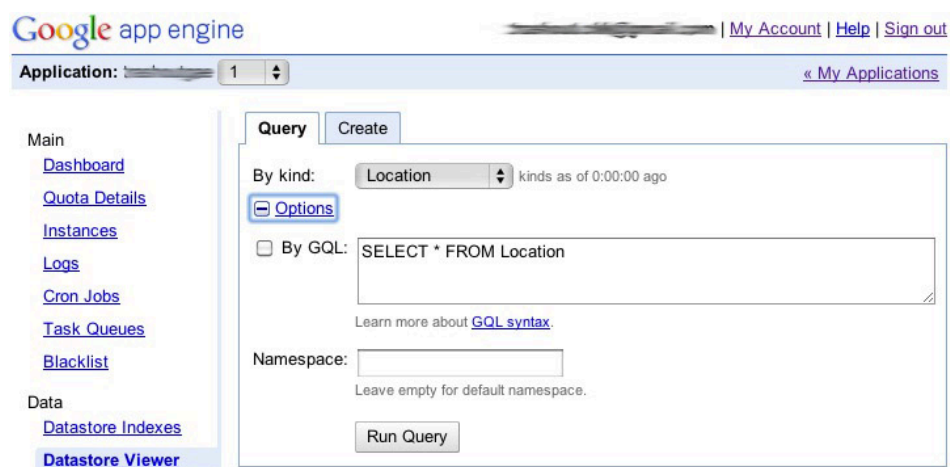 Google app engine
| My Account | Help | Sign out
Application: 1
« My Applications
Main
Dashboard
Quota Details
Instances
Logs
Cron Jobs
Task Queues
Blacklist
Data
Datastore Indexes
Datastore Viewer
Query Create
By kind: Location kinds as of 0:00:00 ago
Options
By GQL: SELECT * FROM Location
Learn more about GQL syntax.
Namespace:
Leave empty for default namespace.
Run Query